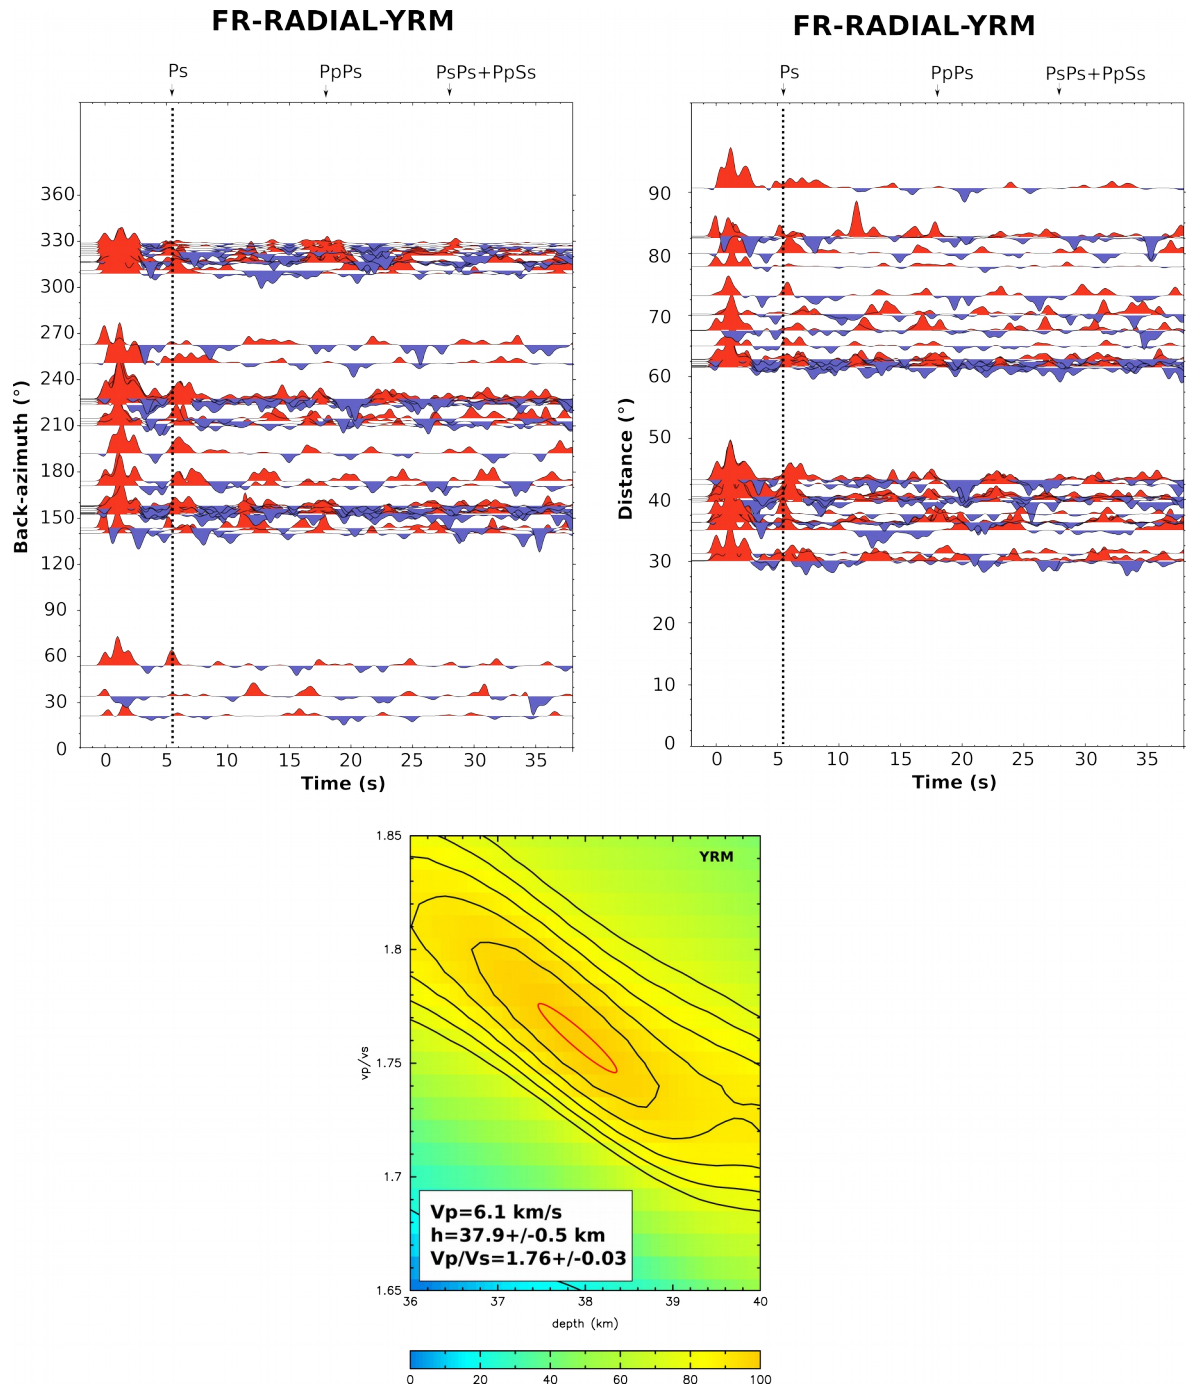 FR-RADIAL-YRM
Ps PpPs PsPs+PpSs
360
330
300
270
240
210
180
150
120
90
60
30
0
Back-azimuth (°)
0 5 10 15 20 25 30 35
Time (s)
FR-RADIAL-YRM
Ps PpPs PsPs+PpSs
90
80
70
60
50
40
30
20
10
0
Distance (°)
0 5 10 15 20 25 30 35
Time (s)
1.85
1.8
1.75
1.7
1.65
vp/vs
YRM
Vp=6.1 km/s
h=37.9+/-0.5 km
Vp/Vs=1.76+/-0.03
36 37 38 39 40
depth (km)
0 20 40 60 80 100